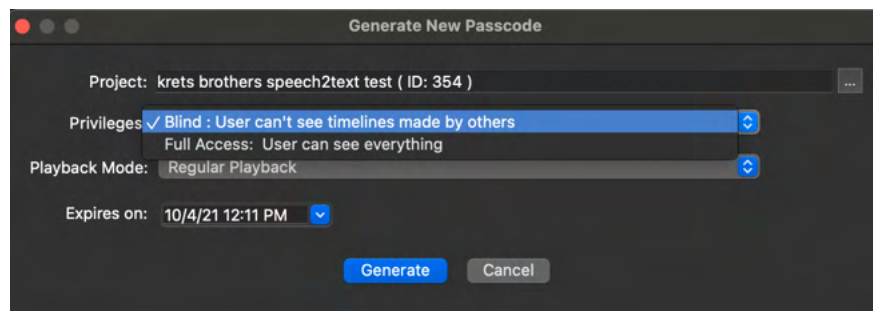 Generate New Passcode
Project: krets brothers speech2text test ( ID: 354 ) ...
Privileges ✓ Blind : User can't see timelines made by others
Full Access: User can see everything
Playback Mode: Regular Playback
Expires on: 10/4/21 12:11 PM
Generate Cancel